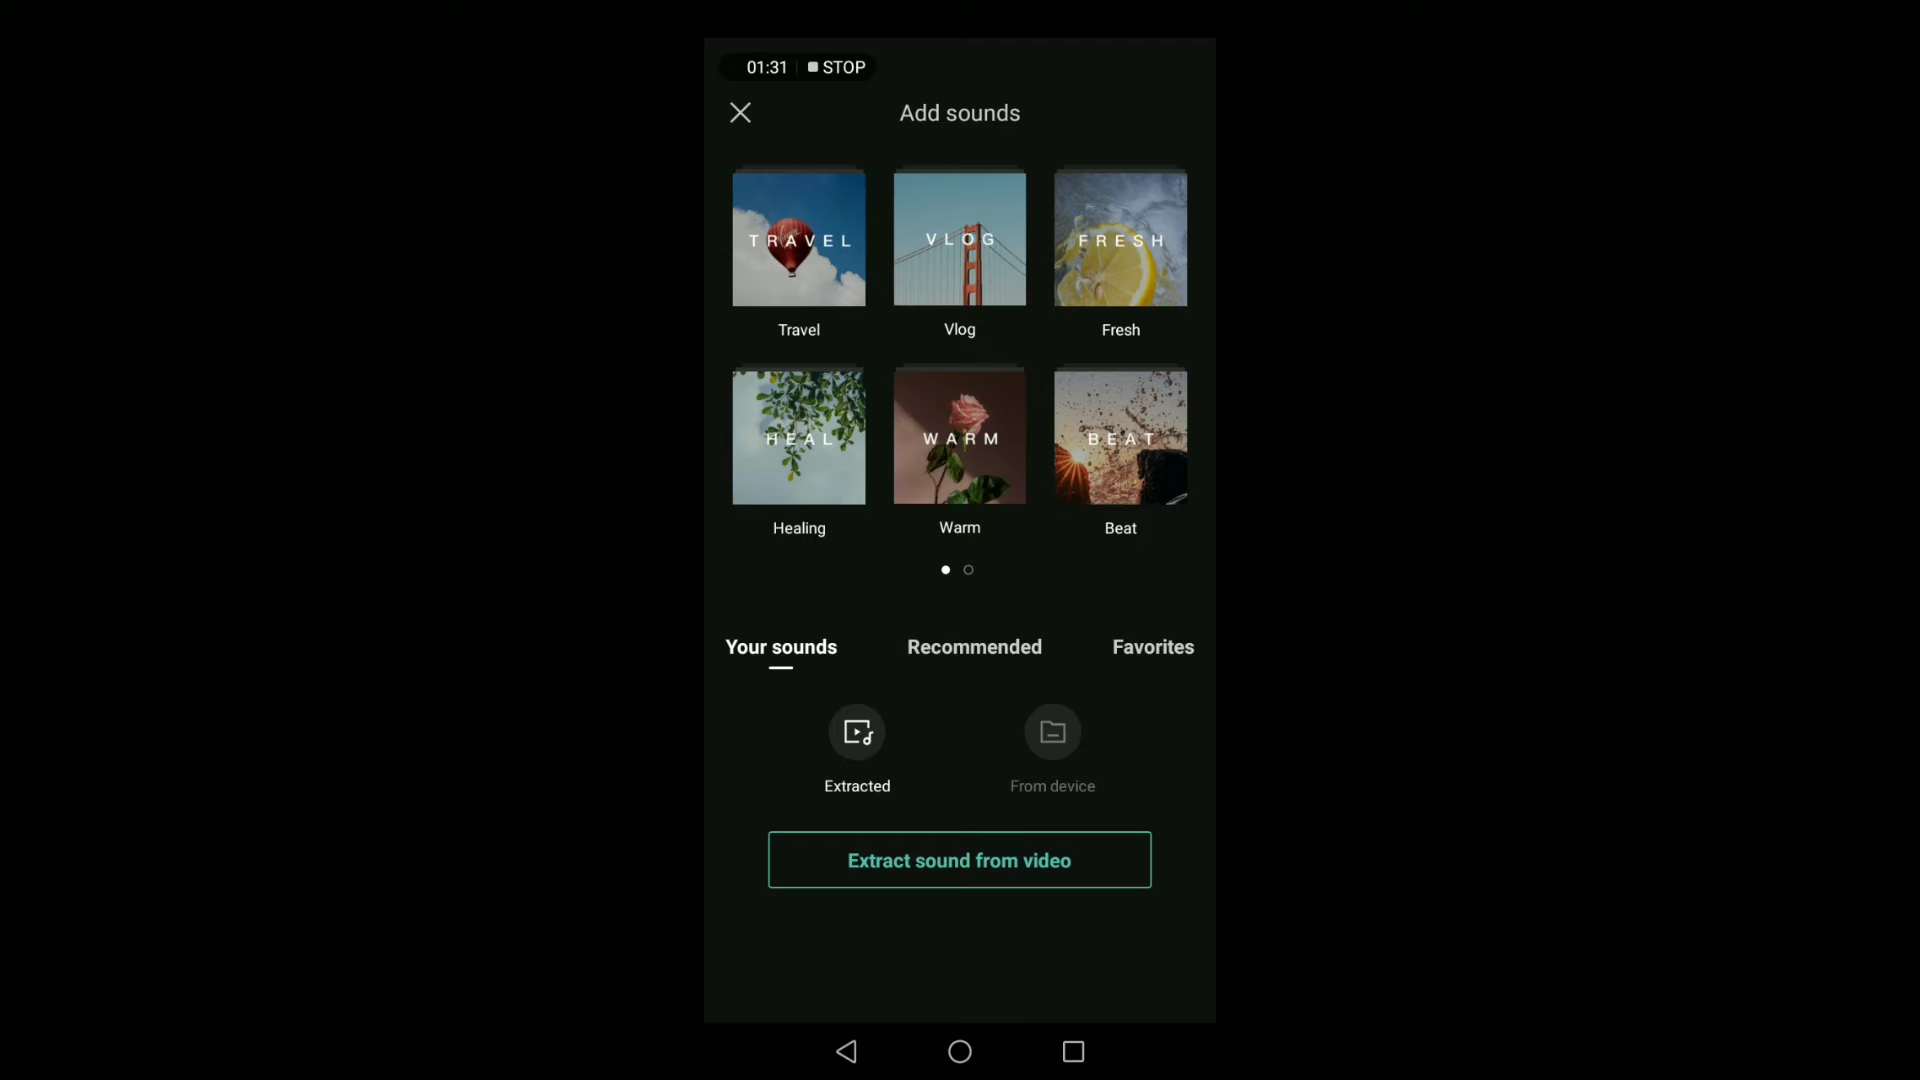 01:31 STOP
Add sounds
TRAVEL VLOG FRESH
Travel Vlog Fresh
HEAL WARM BEAT
Healing Warm Beat
Your sounds Recommended Favorites
Extracted From device
Extract sound from video